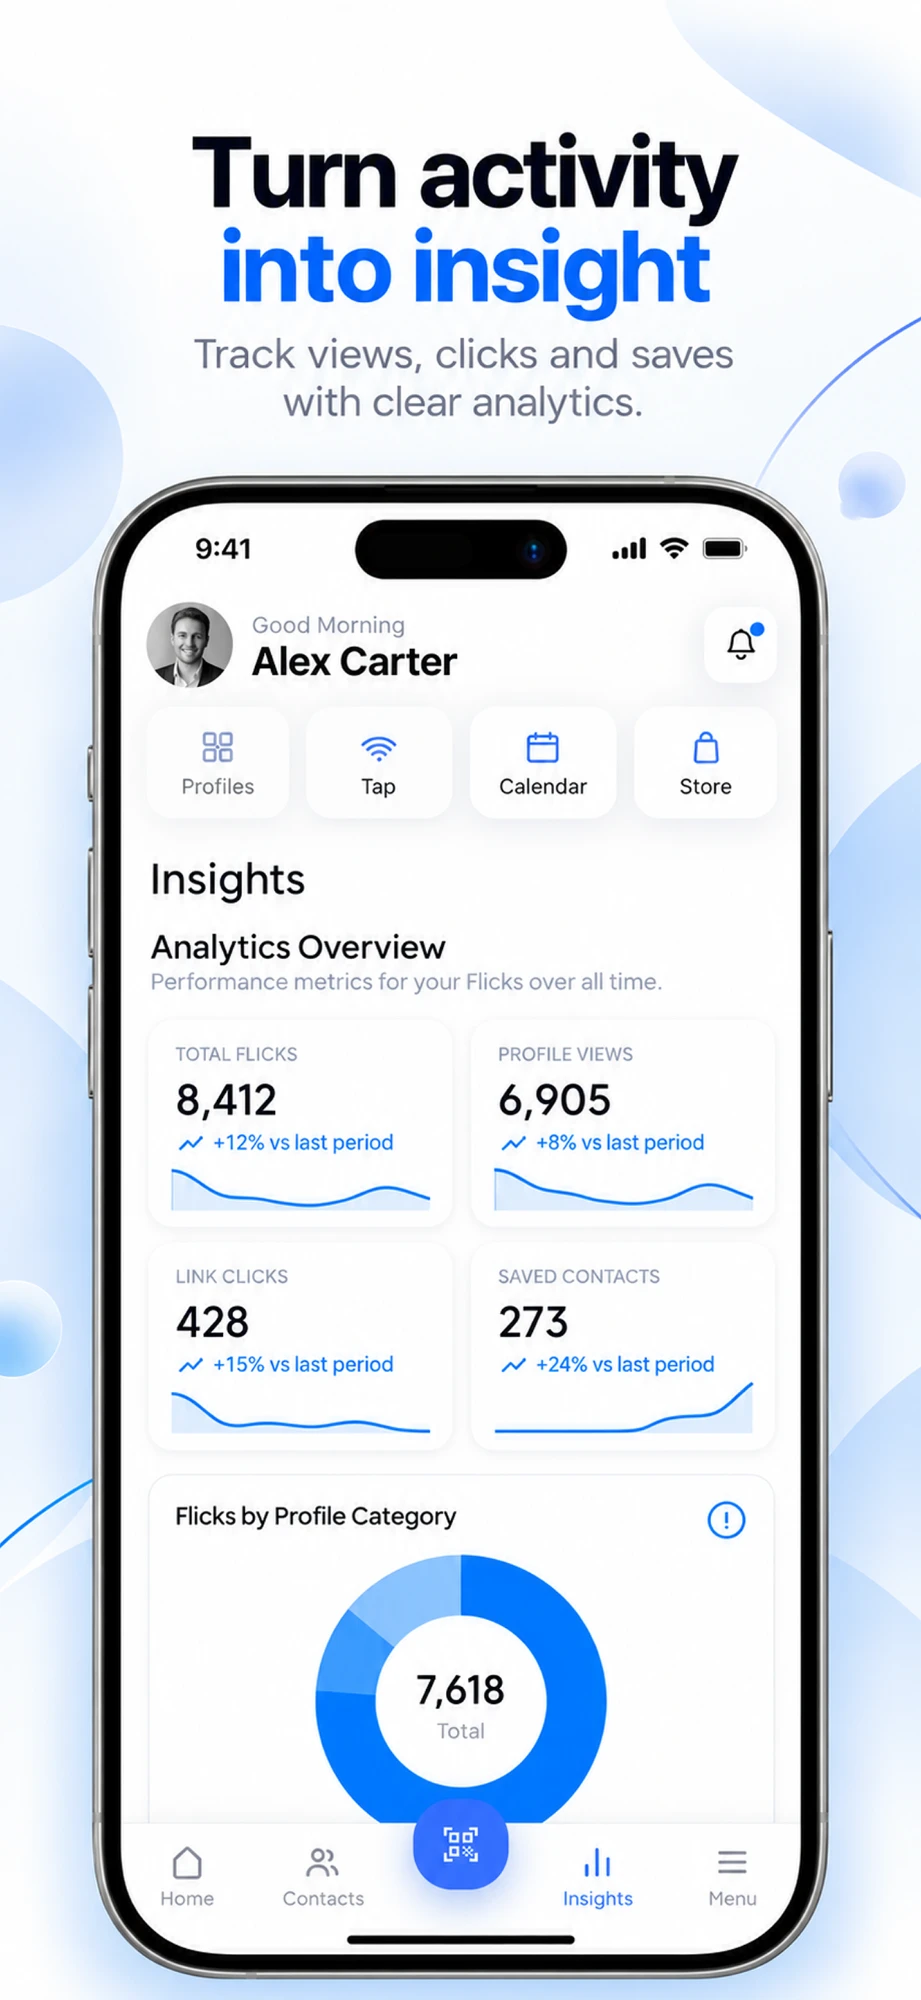 Turn activity
into insight
Track views, clicks and saves
with clear analytics.
9:41
Good Morning
Alex Carter
Profiles
Tap
Calendar
Store
Insights
Analytics Overview
Performance metrics for your Flicks over all time.
TOTAL FLICKS
8,412
+12% vs last period
PROFILE VIEWS
6,905
+8% vs last period
LINK CLICKS
428
+15% vs last period
SAVED CONTACTS
273
+24% vs last period
Flicks by Profile Category
7,618
Total
Home
Contacts
Insights
Menu